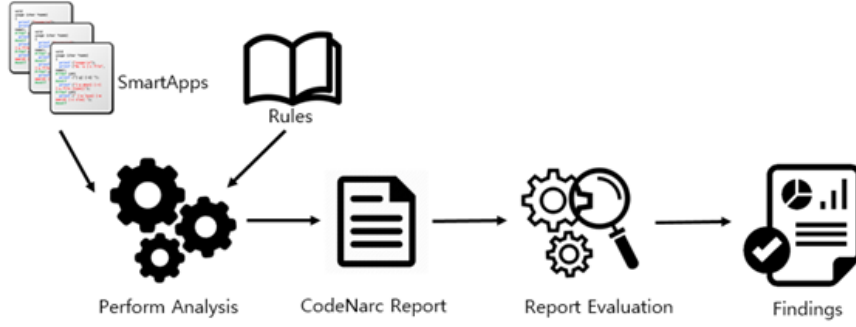 SmartApps
Rules
Perform Analysis
CodeNarc Report
Report Evaluation
Findings